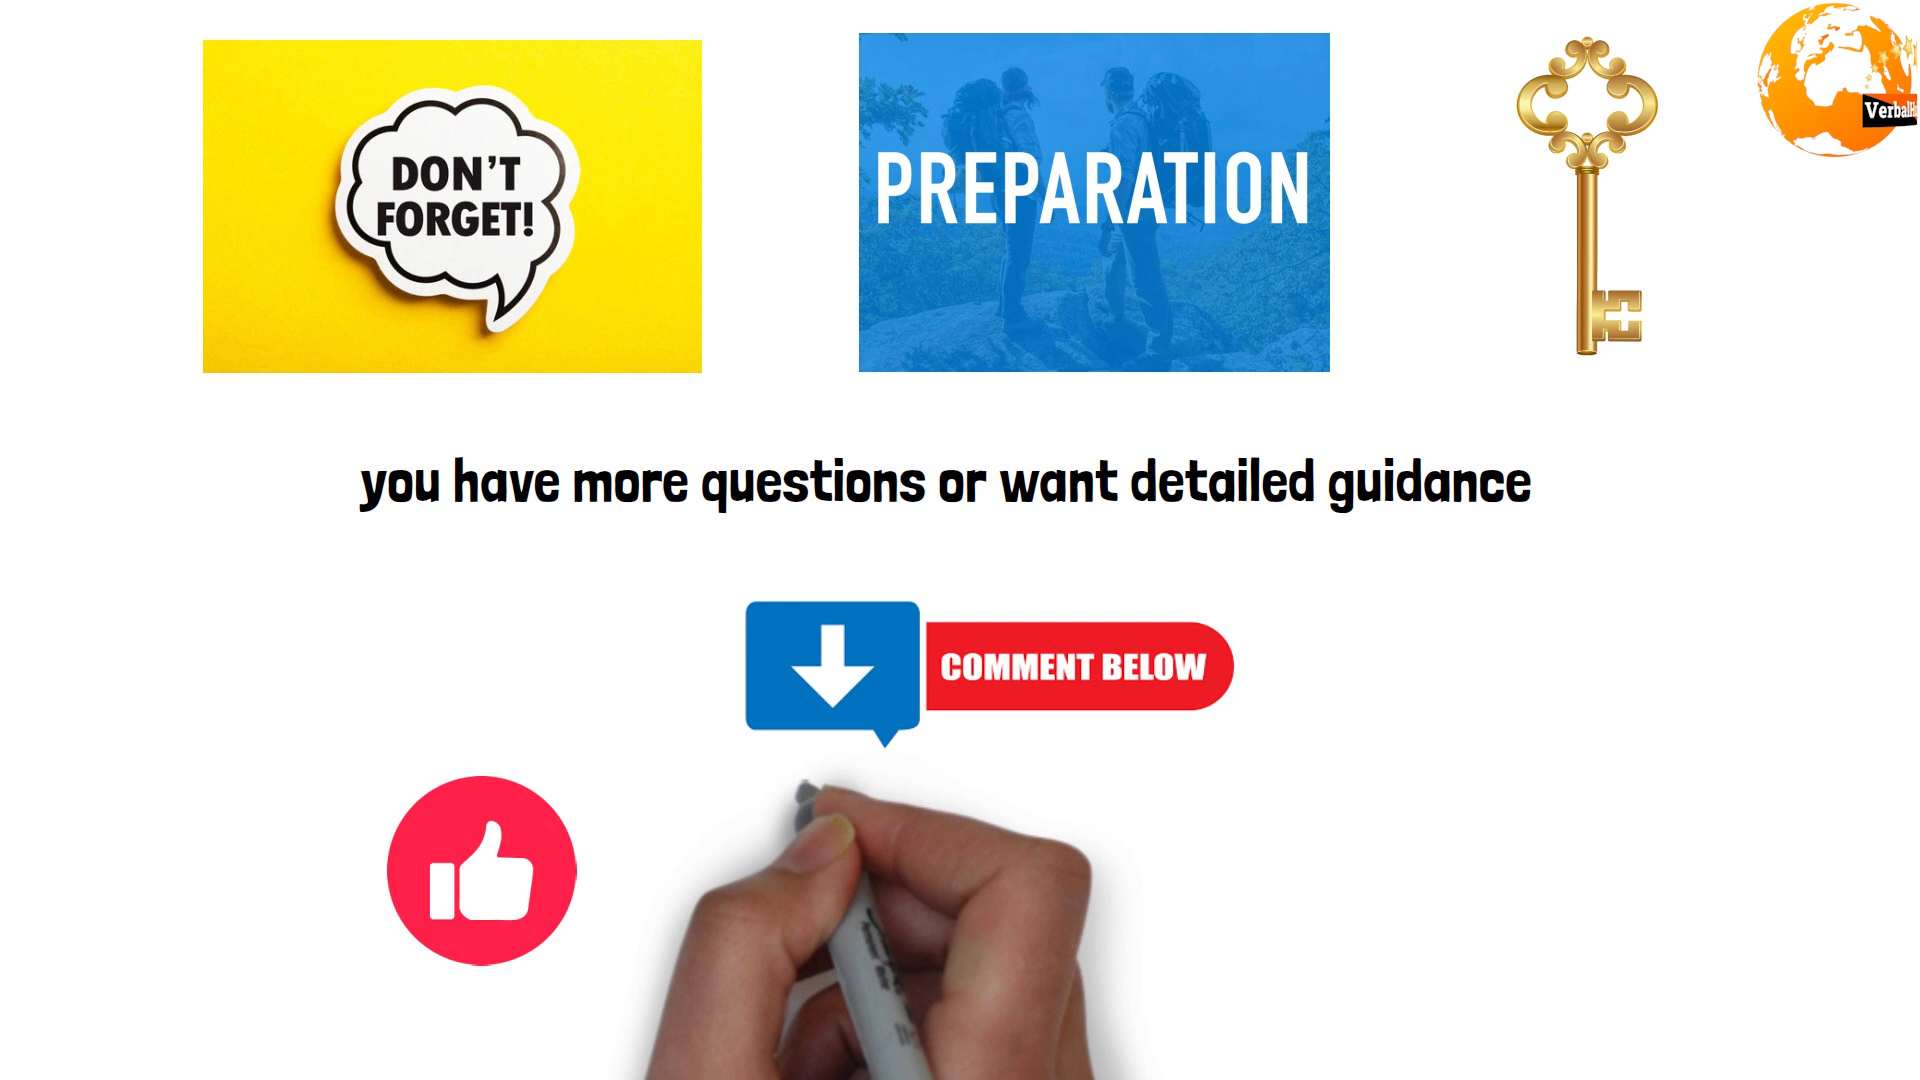 DON'T
FORGET!
PREPARATION
you have more questions or want detailed guidance
COMMENT BELOW